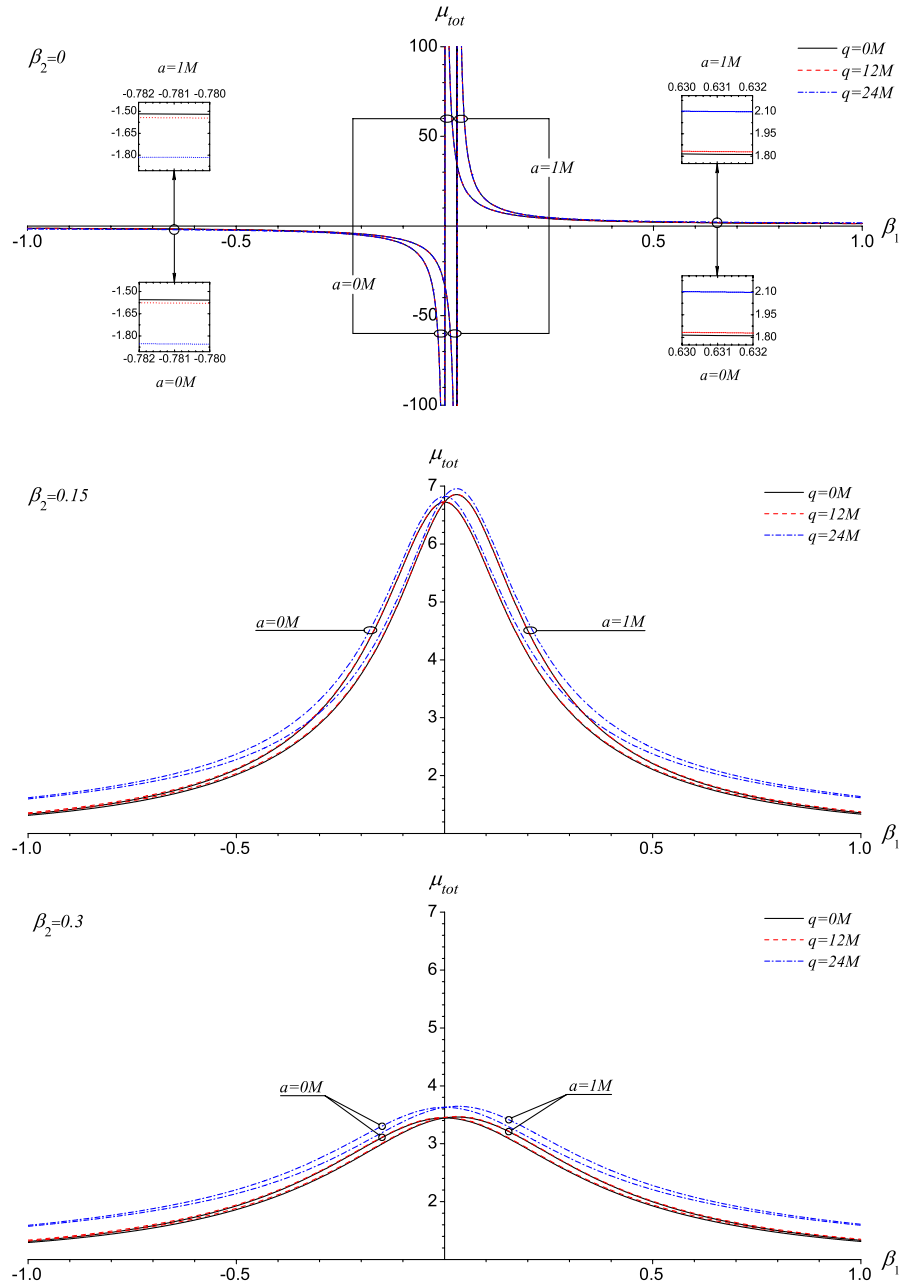 μtot
β2=0
100
q=0M
q=12M
q=24M
a=1M
-0.782 -0.781 -0.780
-1.50
-1.65
-1.80
a=1M
0.630 0.631 0.632
2.10
1.95
1.80
50
a=1M
-1.0 -0.5 0.5 1.0 β1
a=0M
-1.50
-1.65
-1.80
-0.782 -0.781 -0.780
a=0M
2.10
1.95
1.80
0.630 0.631 0.632
a=0M
-50
-100
μtot
β2=0.15
7
q=0M
q=12M
q=24M
6
5
a=0M a=1M
4
3
2
-1.0 -0.5 0.5 1.0 β1
μtot
β2=0.3
7
q=0M
q=12M
q=24M
6
5
4
a=0M a=1M
3
2
-1.0 -0.5 0.5 1.0 β1